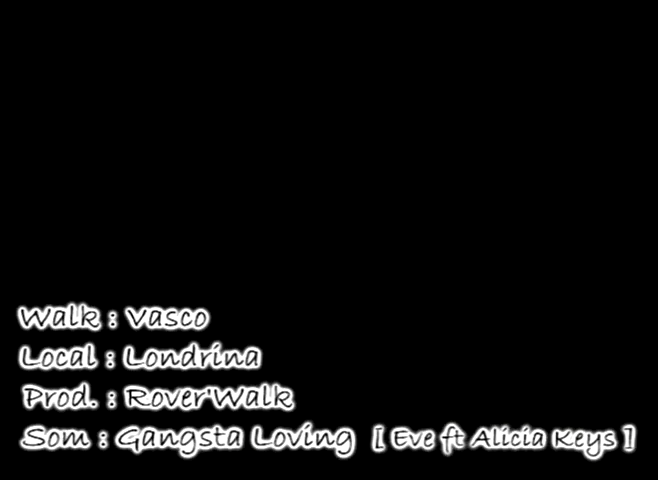 Walk : Vasco
Local : Londrina
Prod. : Rover'Walk
Som : Gangsta Loving [ Eve ft Alicia Keys ]